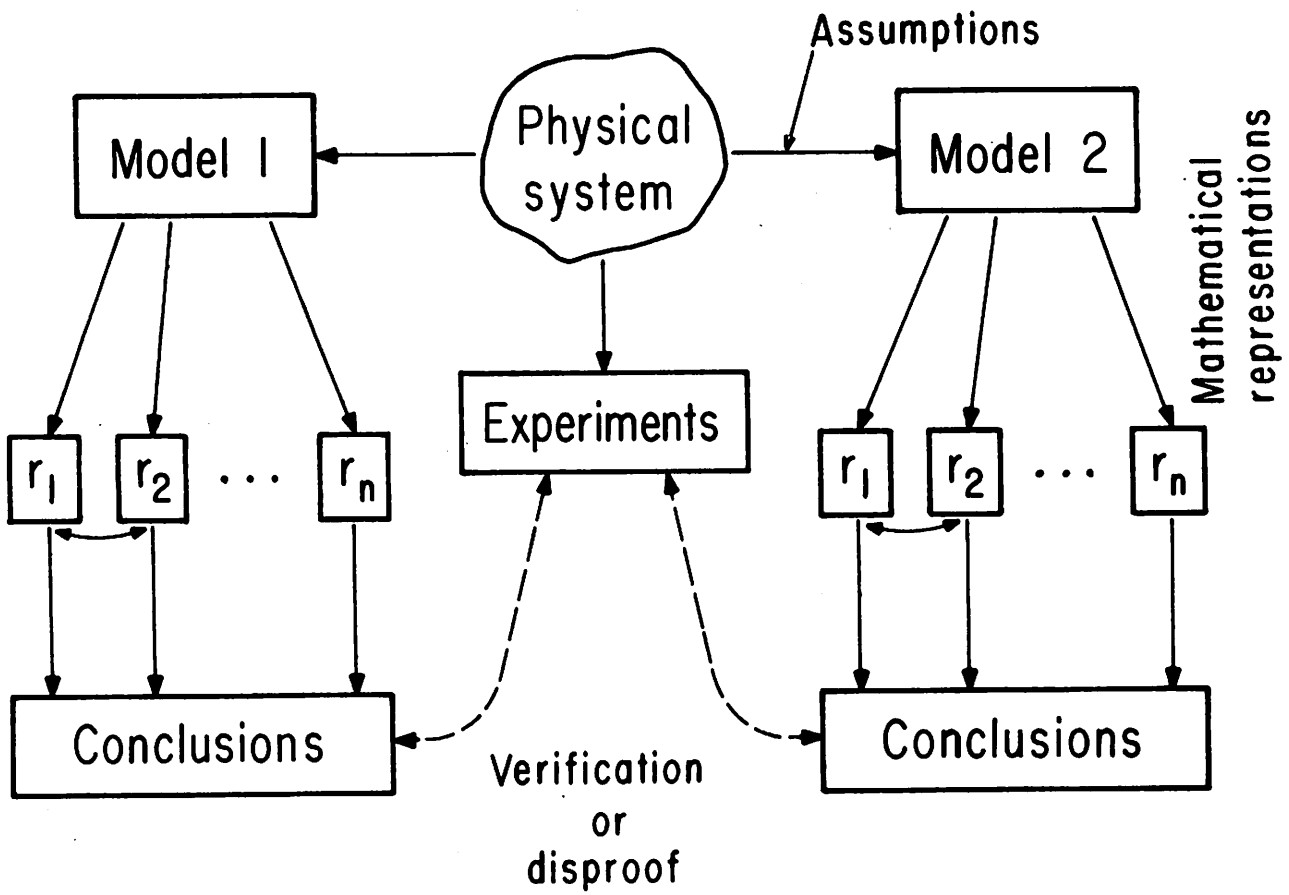 Assumptions
Model 1
Physical
system
Model 2
Mathematical
representations
Experiments
r1
r2
...
rn
r1
r2
...
rn
Conclusions
Conclusions
Verification
or
disproof